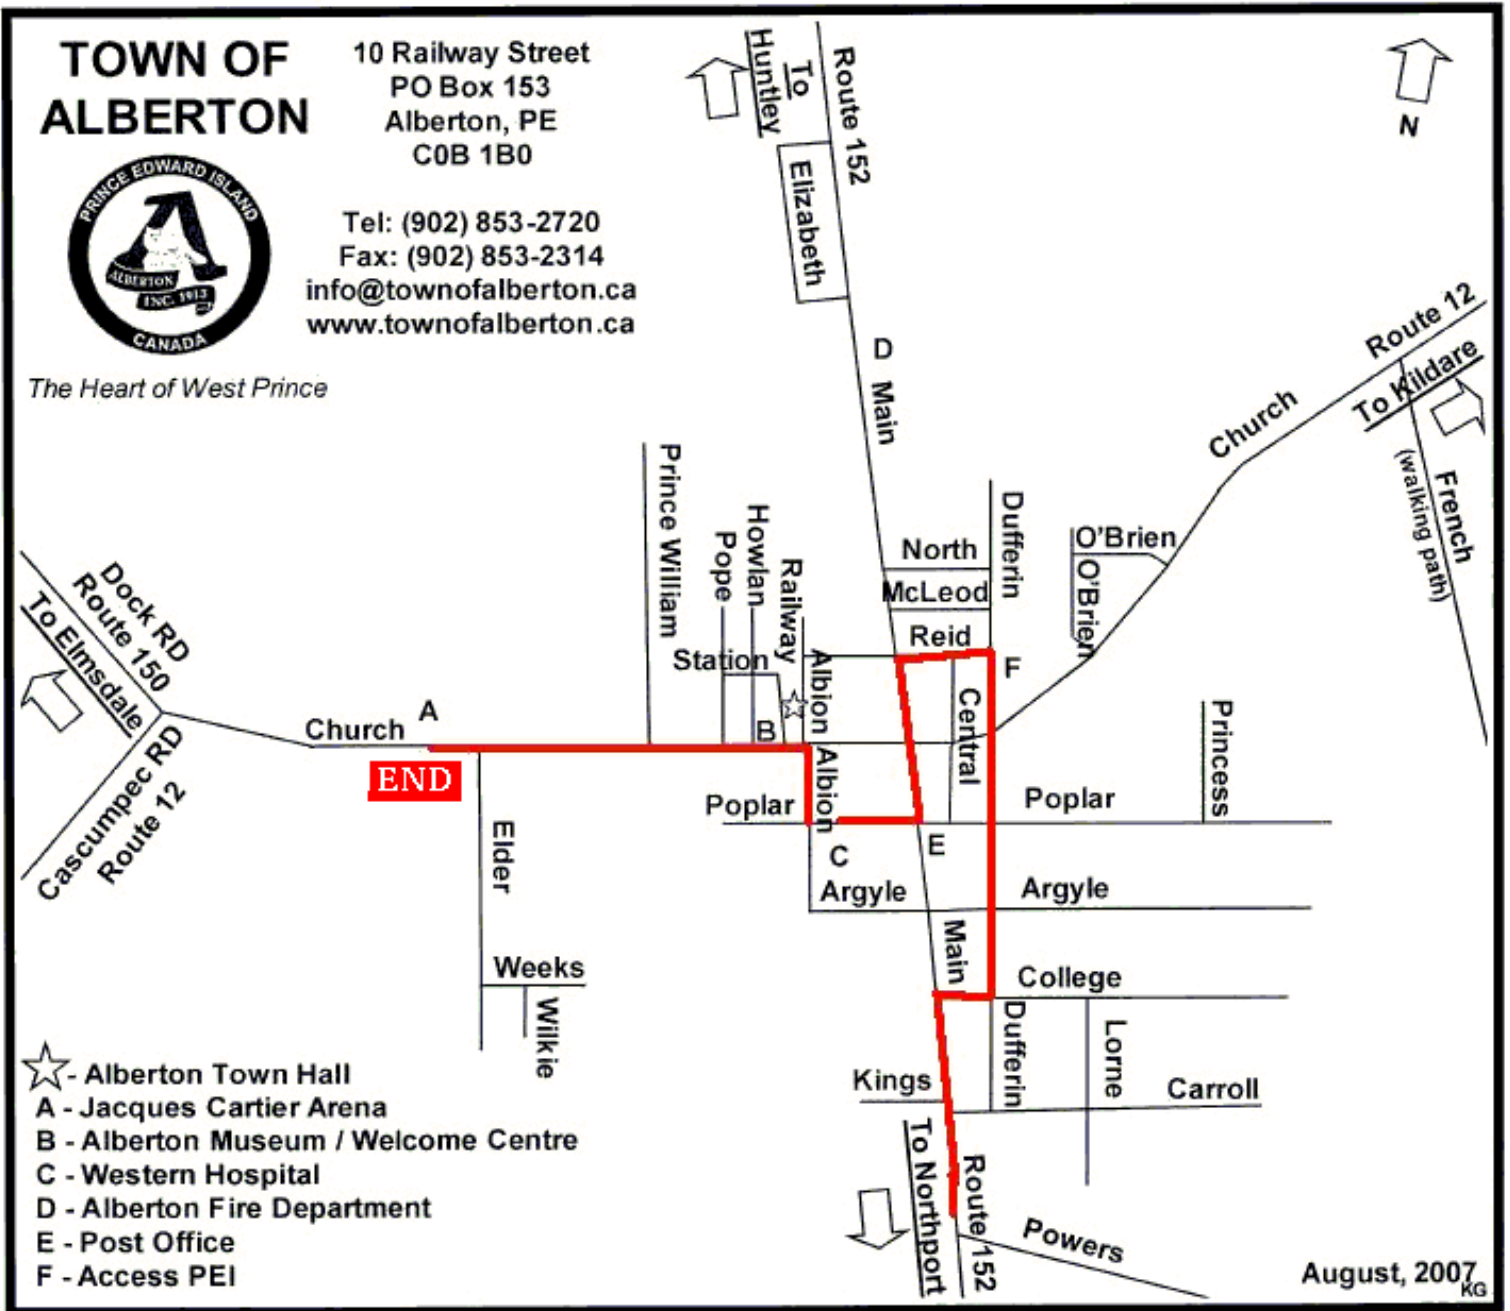 TOWN OF
ALBERTON
10 Railway Street
PO Box 153
Alberton, PE
C0B 1B0
Tel: (902) 853-2720
Fax: (902) 853-2314
info@townofalberton.ca
www.townofalberton.ca
PRINCE EDWARD ISLAND
ALBERTON
INC. 1913
CANADA
The Heart of West Prince
To
Huntley
Route 152
Elizabeth
N
D
Main
Route 12
To Kildare
Church
French
(walking path)
Prince William
Pope
Howlan
Railway
Station
North
McLeod
Reid
Dufferin
O'Brien
O'Brien
F
Albion
Central
Dock RD
Route 150
To Elmsdale
Church
A
B
END
Cascumpec RD
Route 12
Poplar
Albion
Poplar
Princess
E
C
Elder
Argyle
Argyle
Main
College
Weeks
Wilkie
Dufferin
Lorne
Kings
Carroll
To Northport
Route 152
Powers
- Alberton Town Hall
A - Jacques Cartier Arena
B - Alberton Museum / Welcome Centre
C - Western Hospital
D - Alberton Fire Department
E - Post Office
F - Access PEI
August, 2007
KG